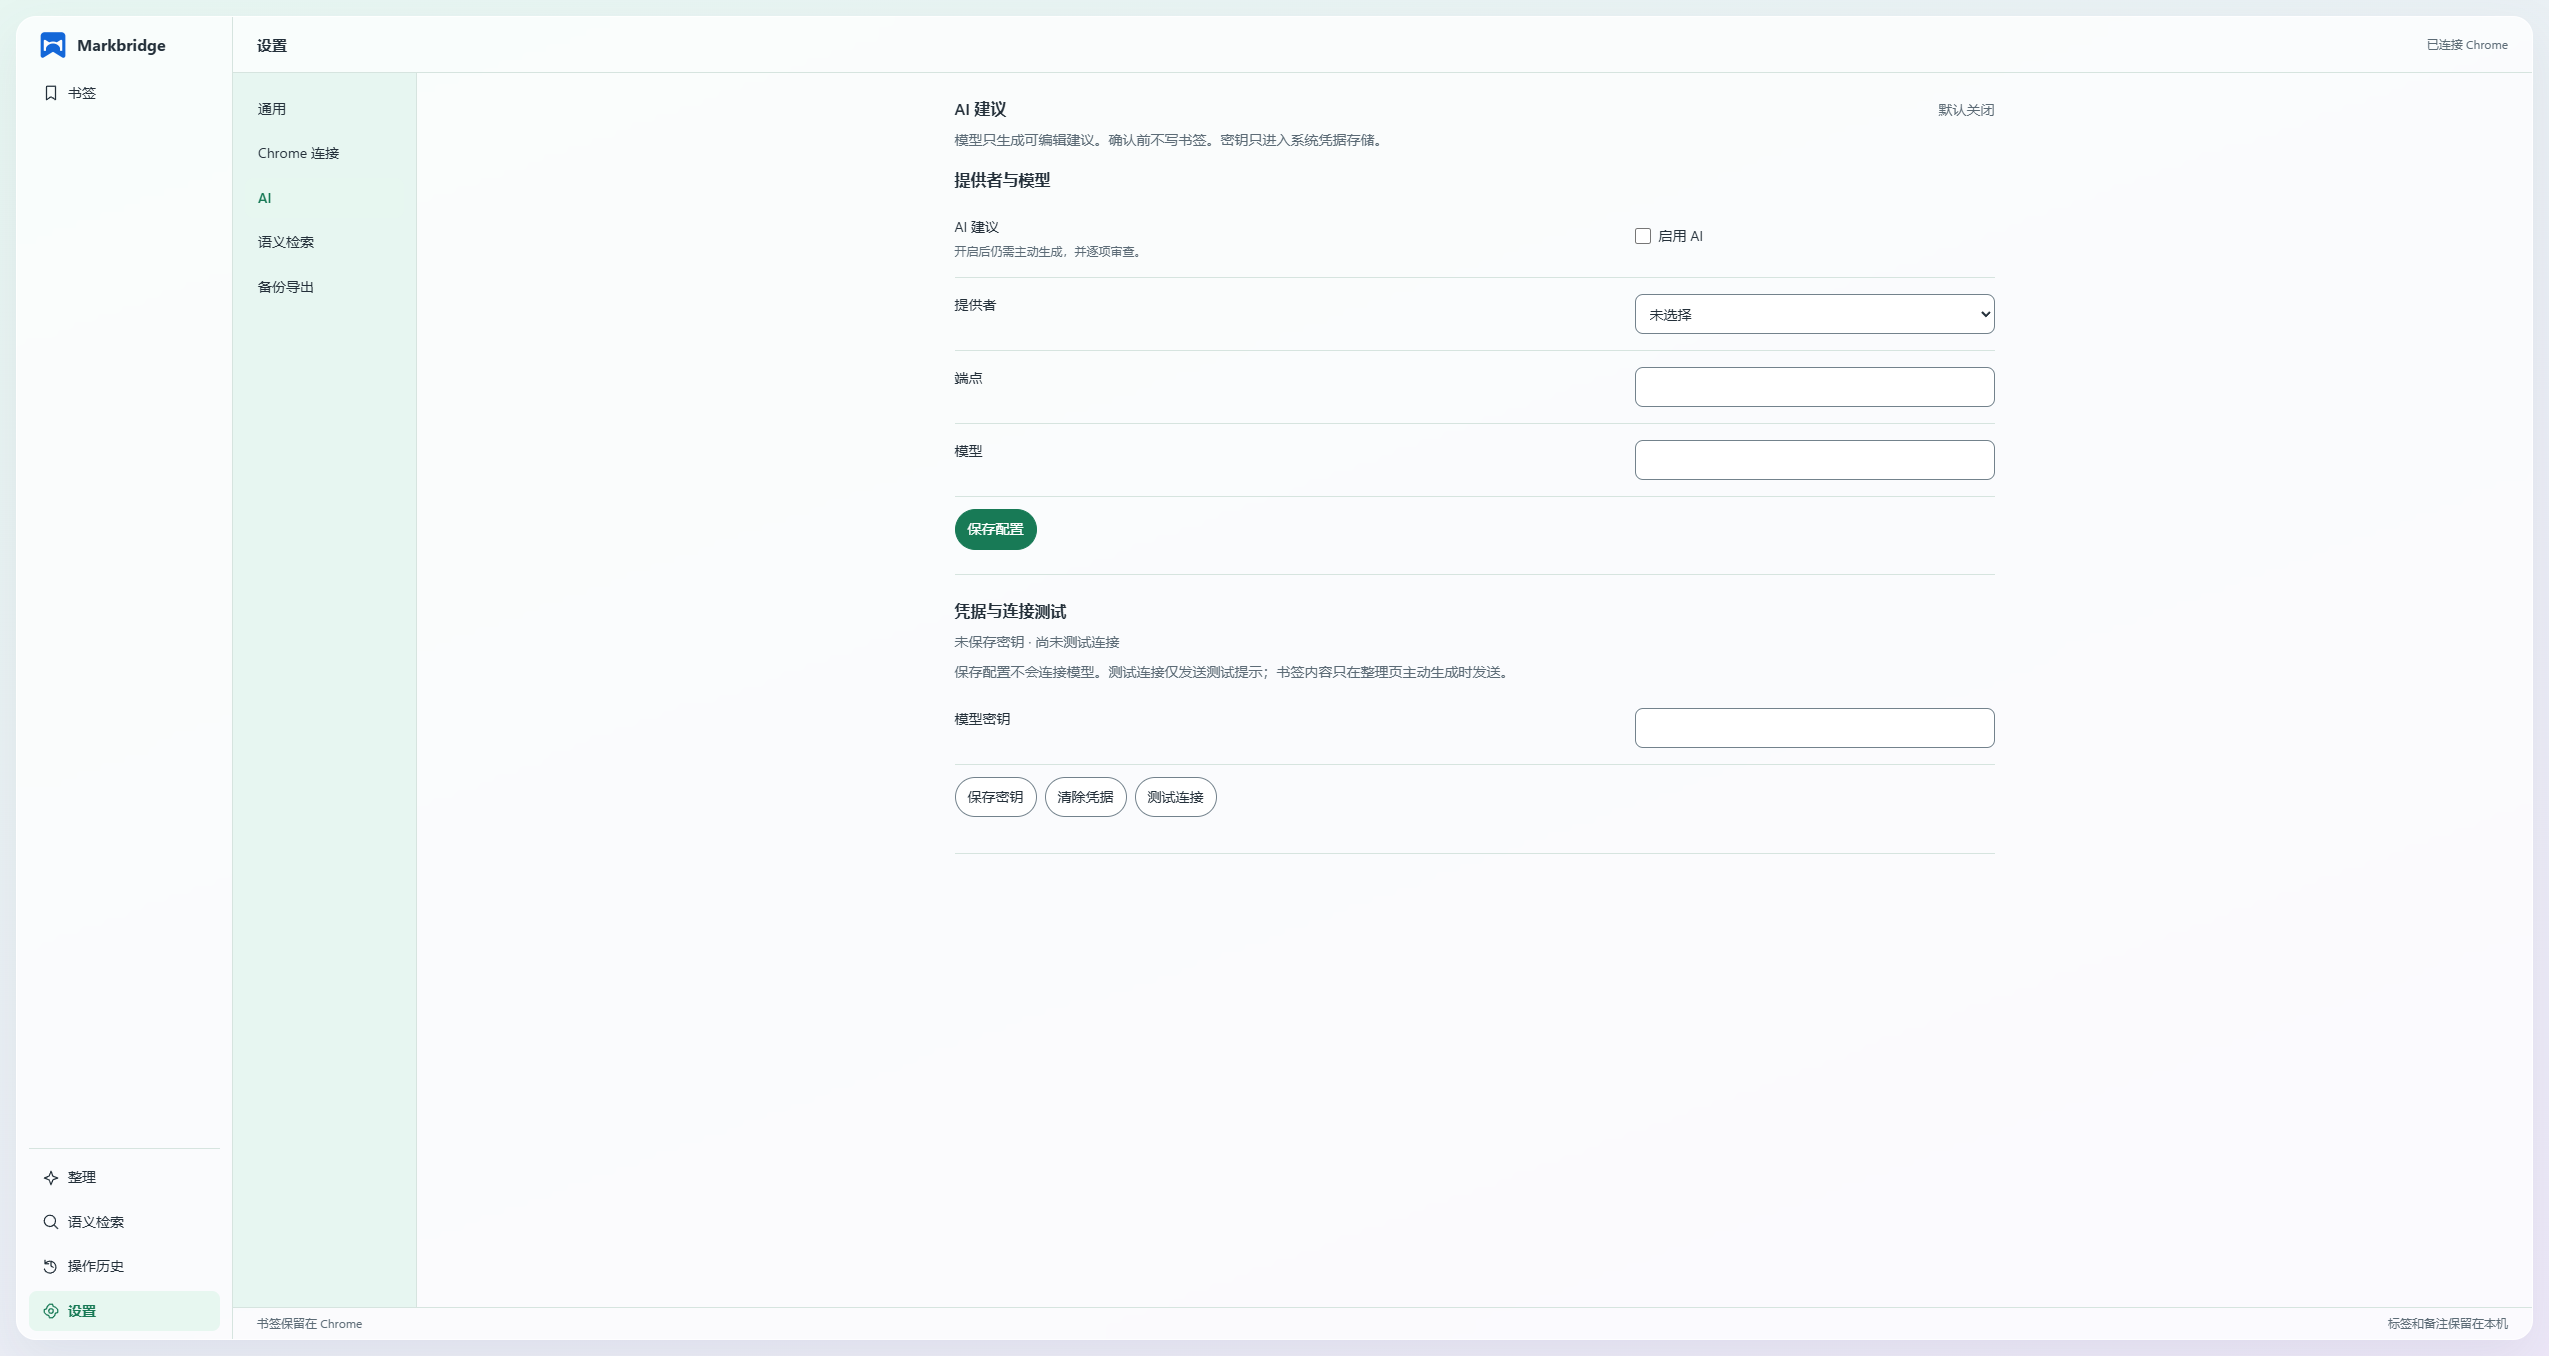 Markbridge
书签
整理
语义检索
操作历史
设置
设置
已连接 Chrome
通用
Chrome 连接
AI
语义检索
备份导出
AI 建议
默认关闭
模型只生成可编辑建议。确认前不写书签。密钥只进入系统凭据存储。
提供者与模型
AI 建议
开启后仍需主动生成，并逐项审查。
启用 AI
提供者
未选择
端点
模型
保存配置
凭据与连接测试
未保存密钥 · 尚未测试连接
保存配置不会连接模型。测试连接仅发送测试提示；书签内容只在整理页主动生成时发送。
模型密钥
保存密钥
清除凭据
测试连接
书签保留在 Chrome
标签和备注保留在本机